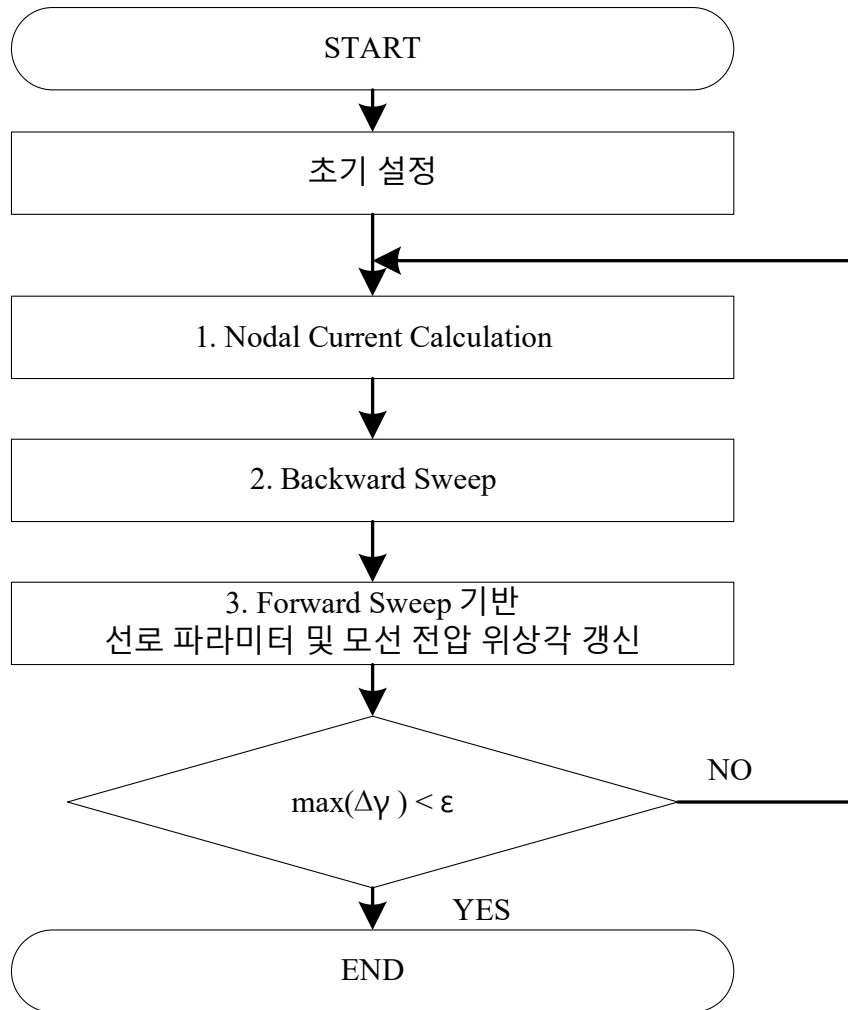 START
초기 설정
1. Nodal Current Calculation
2. Backward Sweep
3. Forward Sweep 기반
선로 파라미터 및 모선 전압 위상각 갱신
max(Δγ ) < ε
NO
YES
END